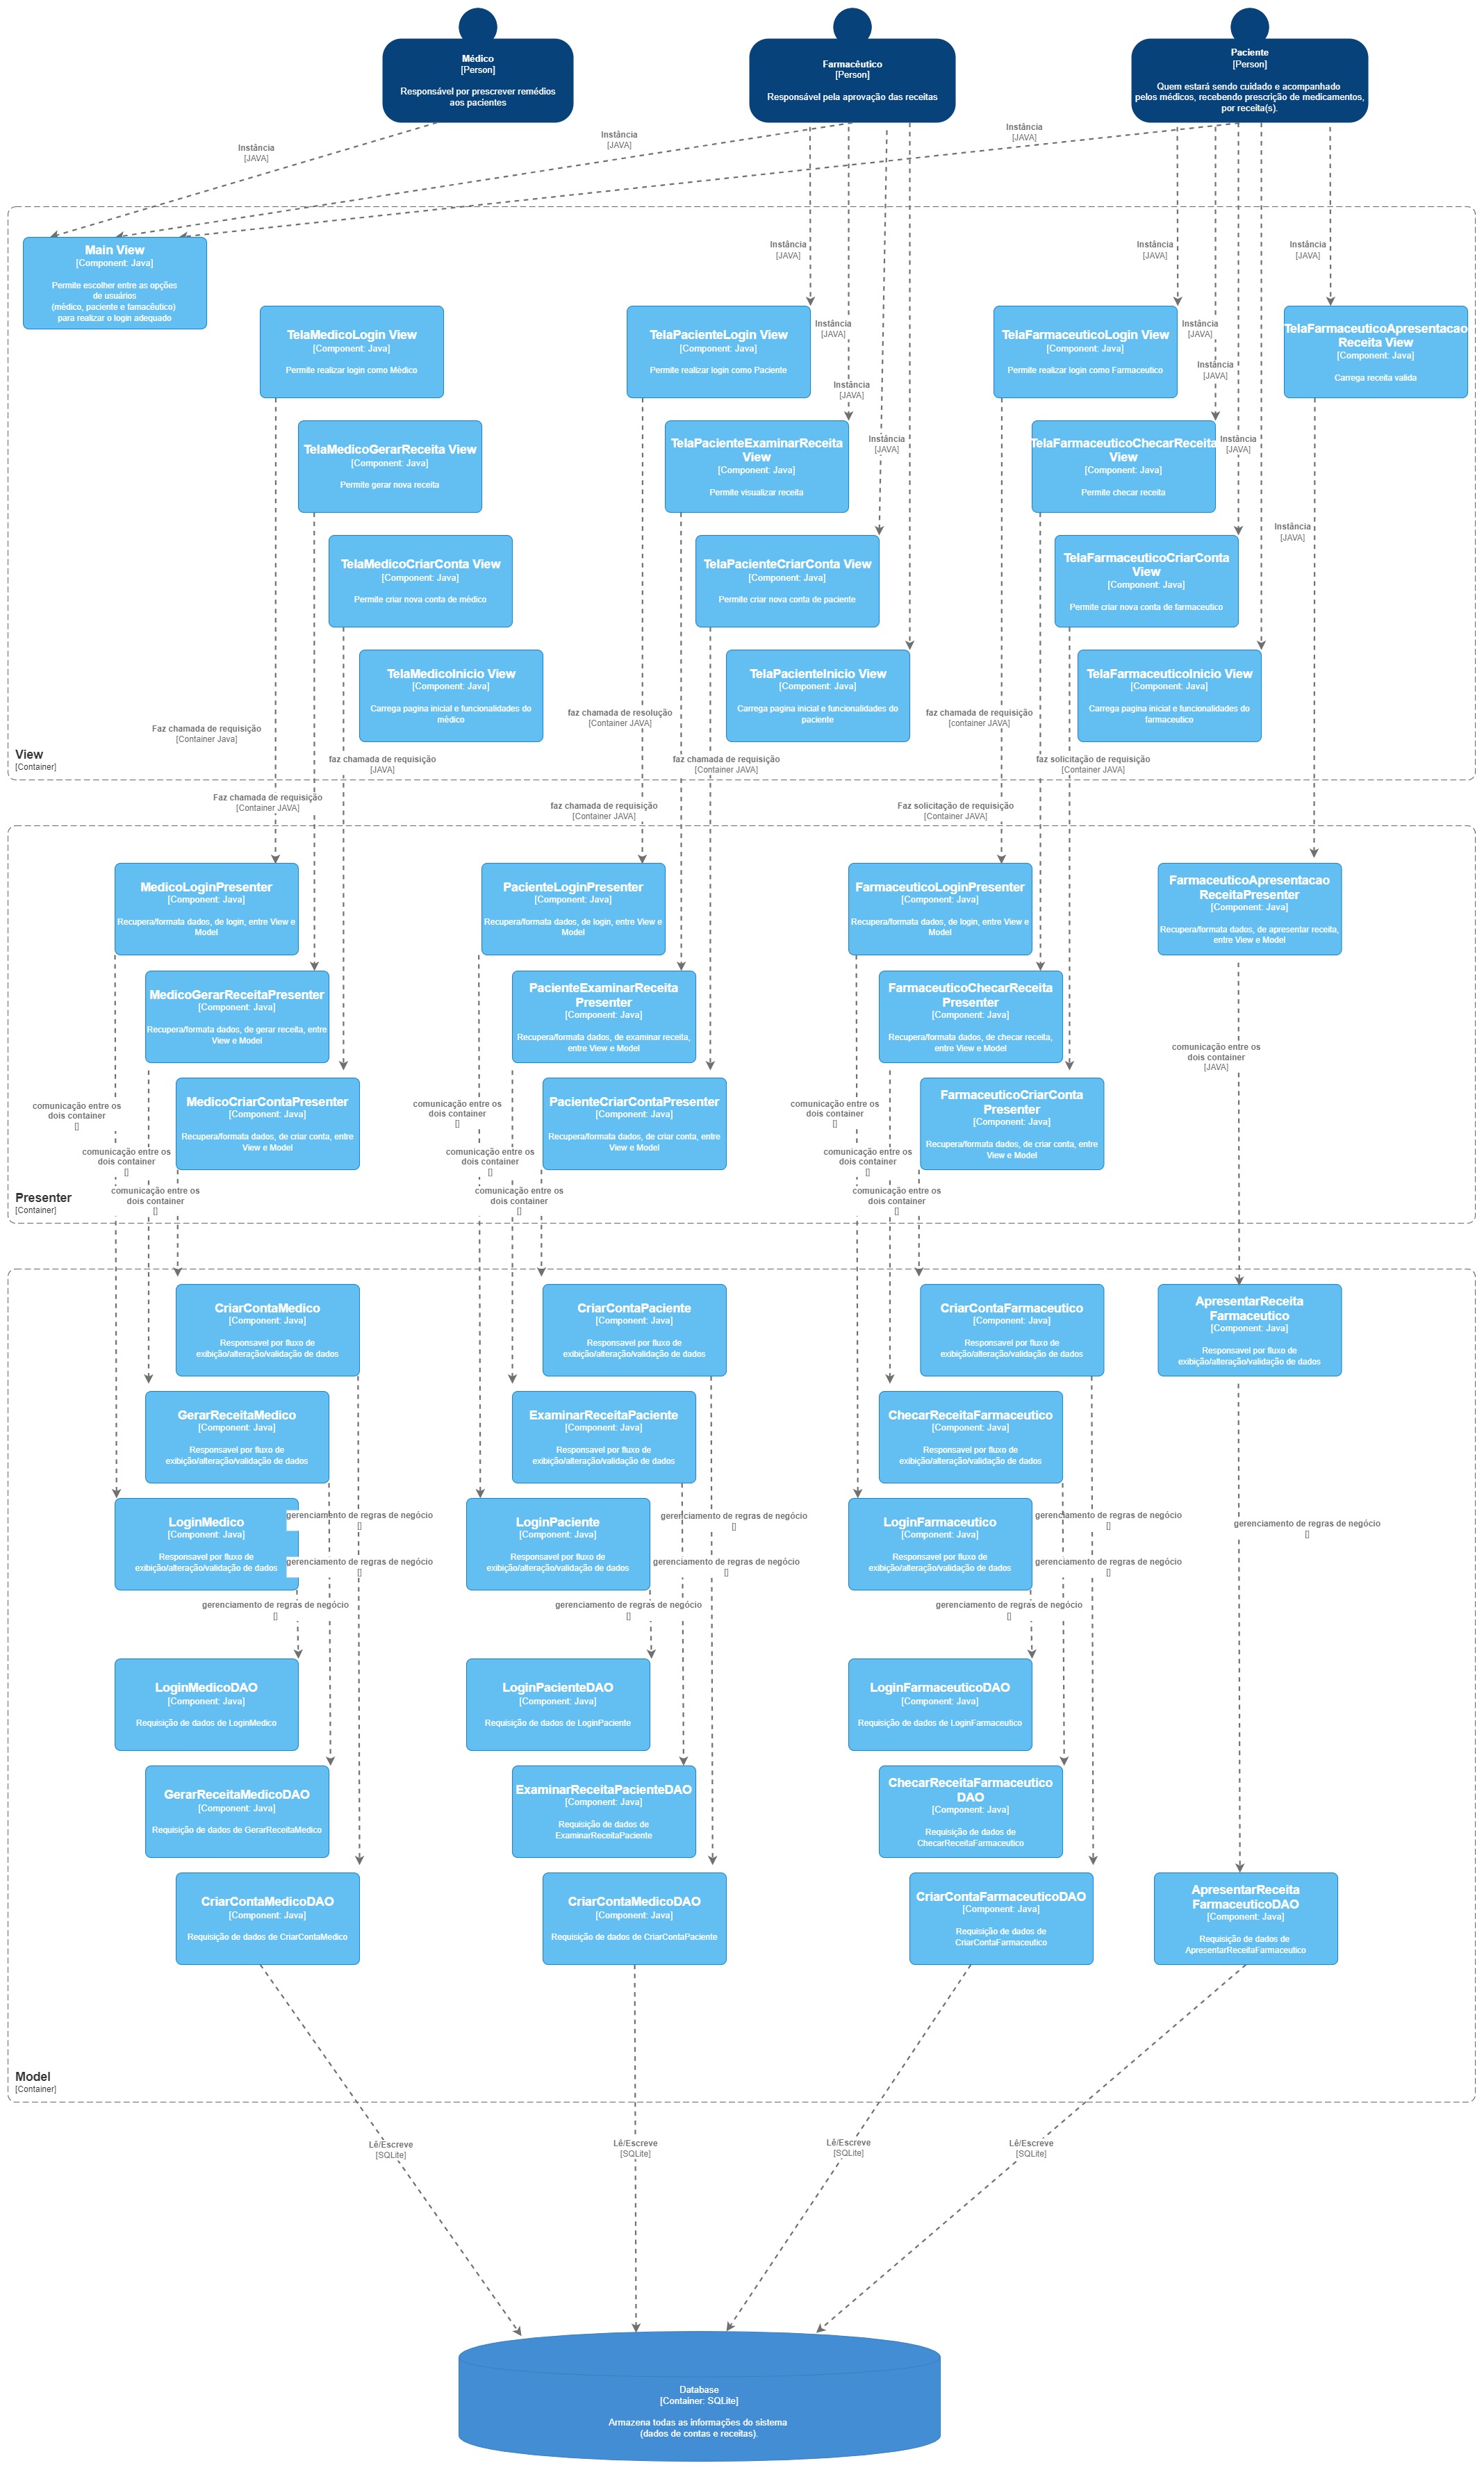 Médico
[Person]
Responsável por prescrever remédios
aos pacientes
Farmacêutico
[Person]
Responsável pela aprovação das receitas
Paciente
[Person]
Quem estará sendo cuidado e acompanhado
pelos médicos, recebendo prescrição de medicamentos,
por receita(s).
Instância
[JAVA]
Instância
[JAVA]
Instância
[JAVA]
Main View
[Component: Java]
Permite escolher entre as opções
de usuários
(médico, paciente e famacêutico)
para realizar o login adequado
Instância
[JAVA]
Instância
[JAVA]
Instância
[JAVA]
TelaMedicoLogin View
[Component: Java]
Permite realizar login como Médico
TelaPacienteLogin View
[Component: Java]
Permite realizar login como Paciente
Instância
[JAVA]
TelaFarmaceuticoLogin View
[Component: Java]
Permite realizar login como Farmaceutico
Instância
[JAVA]
TelaFarmaceuticoApresentacao
Receita View
[Component: Java]
Carrega receita valida
Instância
[JAVA]
Instância
[JAVA]
TelaMedicoGerarReceita View
[Component: Java]
Permite gerar nova receita
TelaPacienteExaminarReceita
View
[Component: Java]
Permite visualizar receita
Instância
[JAVA]
TelaFarmaceuticoChecarReceita
View
[Component: Java]
Permite checar receita
Instância
[JAVA]
Instância
[JAVA]
TelaMedicoCriarConta View
[Component: Java]
Permite criar nova conta de médico
TelaPacienteCriarConta View
[Component: Java]
Permite criar nova conta de paciente
TelaFarmaceuticoCriarConta
View
[Component: Java]
Permite criar nova conta de farmaceutico
TelaMedicoInicio View
[Component: Java]
Carrega pagina inicial e funcionalidades do
médico
TelaPacienteInicio View
[Component: Java]
Carrega pagina inicial e funcionalidades do
paciente
TelaFarmaceuticoInicio View
[Component: Java]
Carrega pagina inicial e funcionalidades do
farmaceutico
Faz chamada de requisição
[Container Java]
faz chamada de resolução
[Container JAVA]
faz chamada de requisição
[container JAVA]
View
[Container]
faz chamada de requisição
[JAVA]
faz chamada de requisição
[Container JAVA]
faz solicitação de requisição
[Container JAVA]
Faz chamada de requisição
[Container JAVA]
faz chamada de requisição
[Container JAVA]
Faz solicitação de requisição
[Container JAVA]
MedicoLoginPresenter
[Component: Java]
Recupera/formata dados, de login, entre View e
Model
PacienteLoginPresenter
[Component: Java]
Recupera/formata dados, de login, entre View e
Model
FarmaceuticoLoginPresenter
[Component: Java]
Recupera/formata dados, de login, entre View e
Model
FarmaceuticoApresentacao
ReceitaPresenter
[Component: Java]
Recupera/formata dados, de apresentar receita,
entre View e Model
MedicoGerarReceitaPresenter
[Component: Java]
Recupera/formata dados, de gerar receita, entre
View e Model
PacienteExaminarReceita
Presenter
[Component: Java]
Recupera/formata dados, de examinar receita,
entre View e Model
FarmaceuticoChecarReceita
Presenter
[Component: Java]
Recupera/formata dados, de checar receita,
entre View e Model
comunicação entre os
dois container
[JAVA]
MedicoCriarContaPresenter
[Component: Java]
Recupera/formata dados, de criar conta, entre
View e Model
PacienteCriarContaPresenter
[Component: Java]
Recupera/formata dados, de criar conta, entre
View e Model
FarmaceuticoCriarConta
Presenter
[Component: Java]
Recupera/formata dados, de criar conta, entre
View e Model
comunicação entre os
dois container
[]
comunicação entre os
dois container
[]
comunicação entre os
dois container
[]
comunicação entre os
dois container
[]
comunicação entre os
dois container
[]
comunicação entre os
dois container
[]
comunicação entre os
dois container
[]
comunicação entre os
dois container
[]
comunicação entre os
dois container
[]
Presenter
[Container]
CriarContaMedico
[Component: Java]
Responsavel por fluxo de
exibição/alteração/validação de dados
CriarContaPaciente
[Component: Java]
Responsavel por fluxo de
exibição/alteração/validação de dados
CriarContaFarmaceutico
[Component: Java]
Responsavel por fluxo de
exibição/alteração/validação de dados
ApresentarReceita
Farmaceutico
[Component: Java]
Responsavel por fluxo de
exibição/alteração/validação de dados
GerarReceitaMedico
[Component: Java]
Responsavel por fluxo de
exibição/alteração/validação de dados
ExaminarReceitaPaciente
[Component: Java]
Responsavel por fluxo de
exibição/alteração/validação de dados
ChecarReceitaFarmaceutico
[Component: Java]
Responsavel por fluxo de
exibição/alteração/validação de dados
LoginMedico
[Component: Java]
Responsavel por fluxo de
exibição/alteração/validação de dados
LoginPaciente
[Component: Java]
Responsavel por fluxo de
exibição/alteração/validação de dados
LoginFarmaceutico
[Component: Java]
Responsavel por fluxo de
exibição/alteração/validação de dados
gerenciamento de regras de negócio
[]
gerenciamento de regras de negócio
[]
gerenciamento de regras de negócio
[]
gerenciamento de regras de negócio
[]
gerenciamento de regras de negócio
[]
gerenciamento de regras de negócio
[]
gerenciamento de regras de negócio
[]
gerenciamento de regras de negócio
[]
gerenciamento de regras de negócio
[]
gerenciamento de regras de negócio
[]
LoginMedicoDAO
[Component: Java]
Requisição de dados de LoginMedico
LoginPacienteDAO
[Component: Java]
Requisição de dados de LoginPaciente
LoginFarmaceuticoDAO
[Component: Java]
Requisição de dados de LoginFarmaceutico
GerarReceitaMedicoDAO
[Component: Java]
Requisição de dados de GerarReceitaMedico
ExaminarReceitaPacienteDAO
[Component: Java]
Requisição de dados de
ExaminarReceitaPaciente
ChecarReceitaFarmaceutico
DAO
[Component: Java]
Requisição de dados de
ChecarReceitaFarmaceutico
CriarContaMedicoDAO
[Component: Java]
Requisição de dados de CriarContaMedico
CriarContaMedicoDAO
[Component: Java]
Requisição de dados de CriarContaPaciente
CriarContaFarmaceuticoDAO
[Component: Java]
Requisição de dados de
CriarContaFarmaceutico
ApresentarReceita
FarmaceuticoDAO
[Component: Java]
Requisição de dados de
ApresentarReceitaFarmaceutico
Model
[Container]
Lê/Escreve
[SQLite]
Lê/Escreve
[SQLite]
Lê/Escreve
[SQLite]
Lê/Escreve
[SQLite]
Database
[Container: SQLite]
Armazena todas as informações do sistema
(dados de contas e receitas).